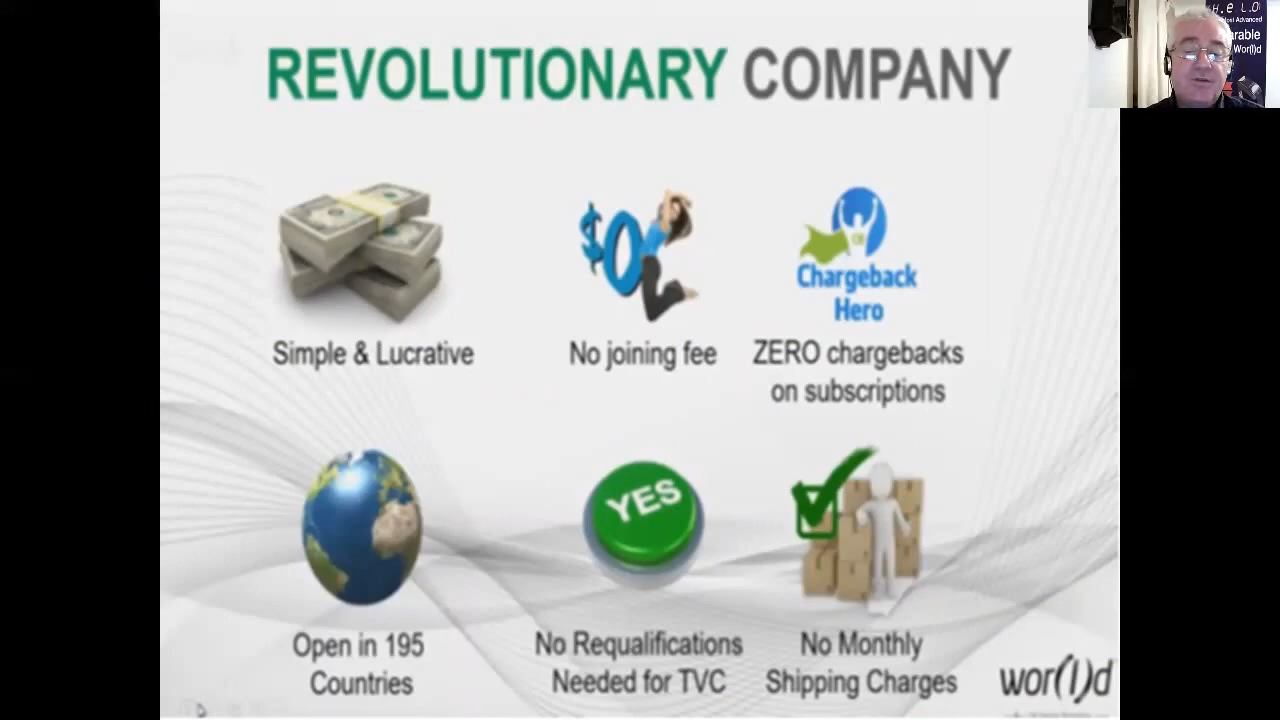 REVOLUTIONARY COMPANY
$0
Chargeback
Hero
Simple & Lucrative
No joining fee
ZERO chargebacks
on subscriptions
YES
Open in 195
Countries
No Requalifications
Needed for TVC
No Monthly
Shipping Charges
wor(l)d
Wor(l)d